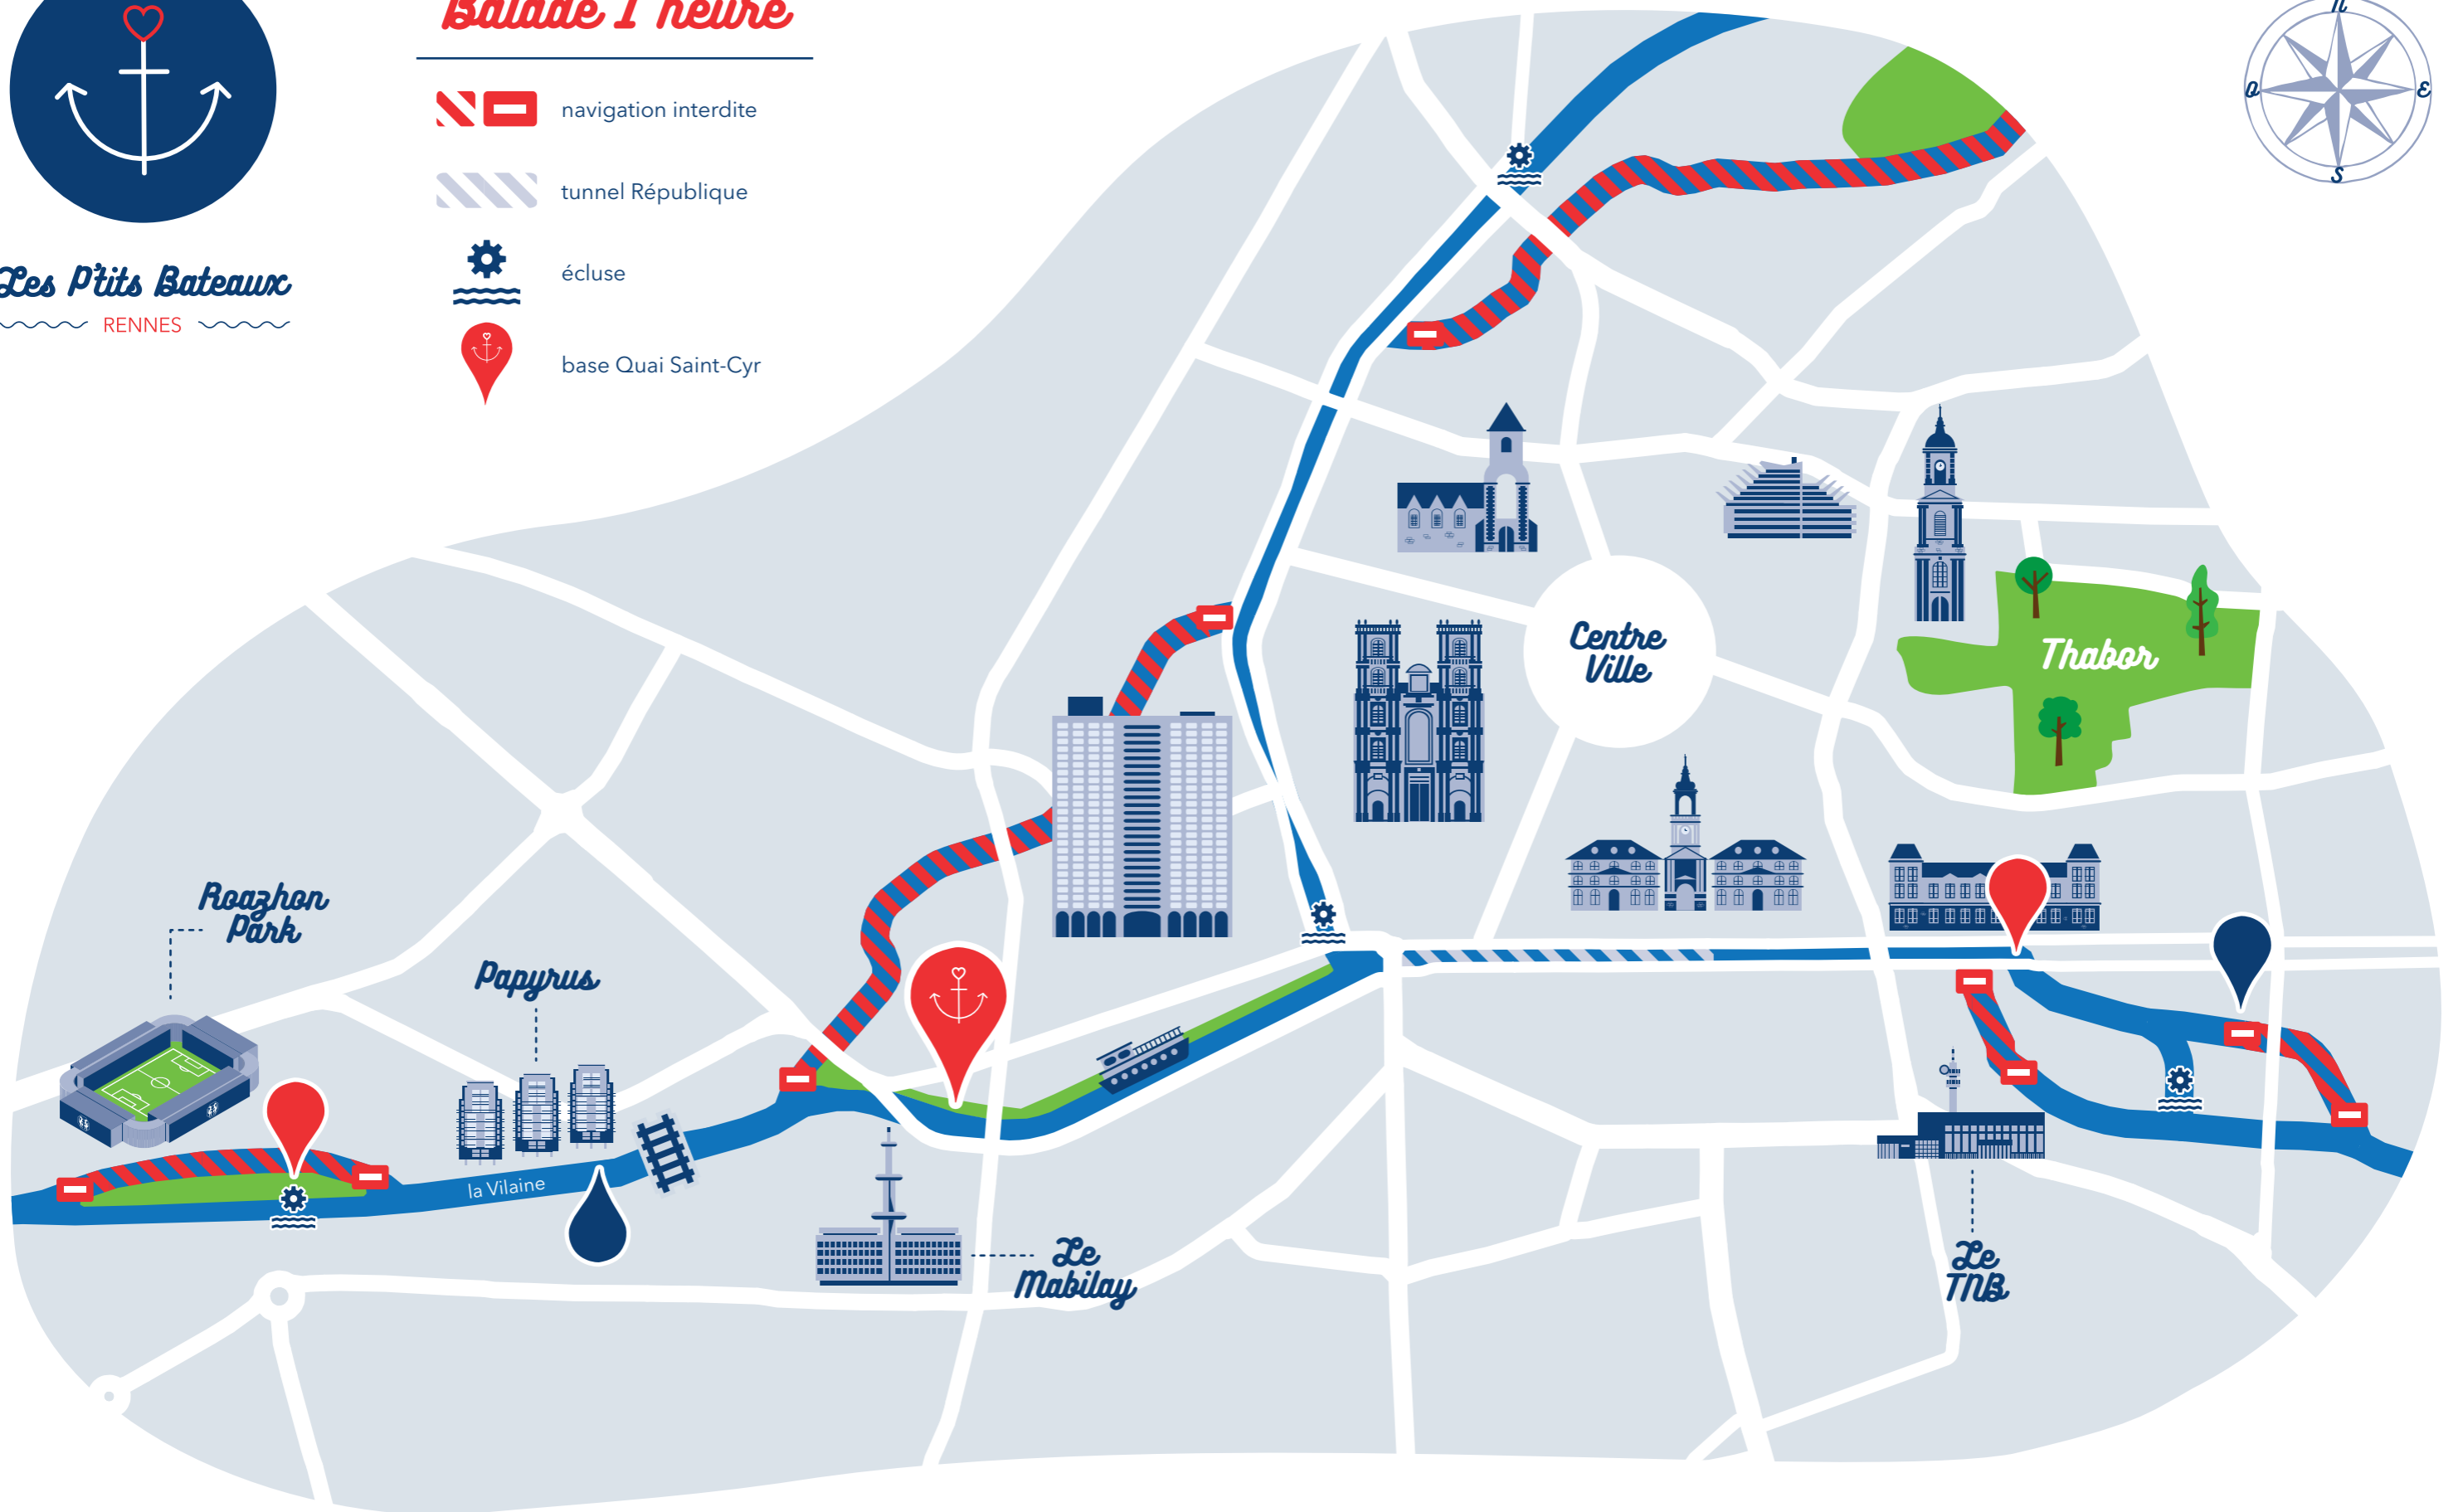 Balade 1 heure
navigation interdite
tunnel République
écluse
base Quai Saint-Cyr
Les P'tits Bateaux
RENNES
n
O
E
S
Centre
Ville
Thabor
Roazhon
Park
Papyrus
la Vilaine
Le
Mabilay
Le
TNB